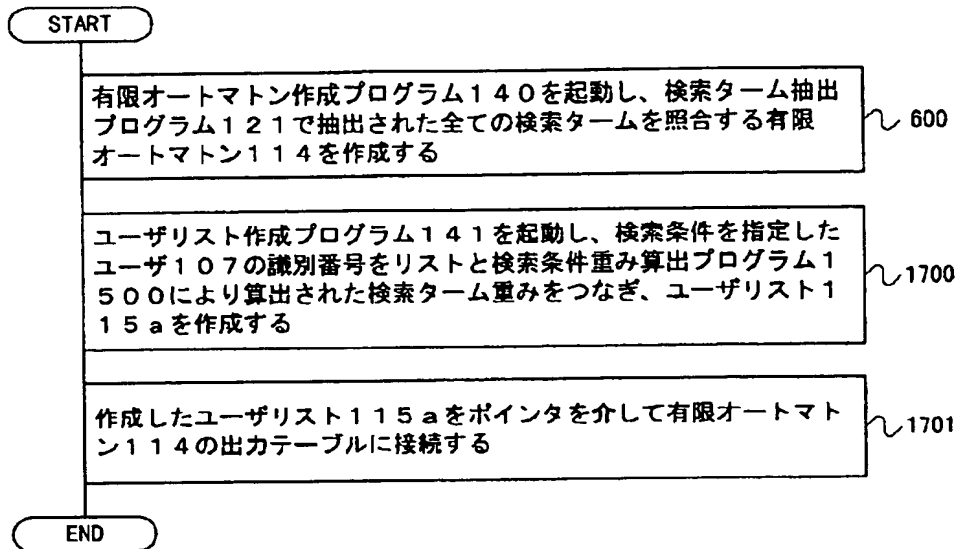 START
有限オートマトン作成プログラム１４０を起動し、検索ターム抽出
プログラム１２１で抽出された全ての検索タームを照合する有限
オートマトン１１４を作成する
600
ユーザリスト作成プログラム１４１を起動し、検索条件を指定した
ユーザ１０７の識別番号をリストと検索条件重み算出プログラム１
５００により算出された検索ターム重みをつなぎ、ユーザリスト１
１５ａを作成する
1700
作成したユーザリスト１１５ａをポインタを介して有限オートマト
ン１１４の出力テーブルに接続する
1701
END